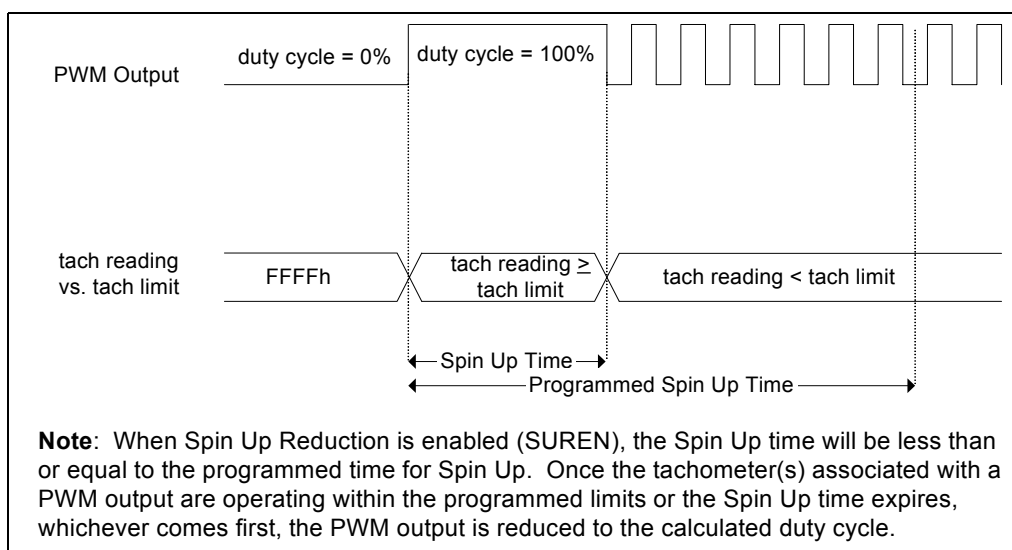 duty cycle = 0%
duty cycle = 100%
PWM Output
tach reading
vs. tach limit
FFFFh
tach reading ≥
tach limit
tach reading < tach limit
Spin Up Time
Programmed Spin Up Time
Note: When Spin Up Reduction is enabled (SUREN), the Spin Up time will be less than
or equal to the programmed time for Spin Up. Once the tachometer(s) associated with a
PWM output are operating within the programmed limits or the Spin Up time expires,
whichever comes first, the PWM output is reduced to the calculated duty cycle.